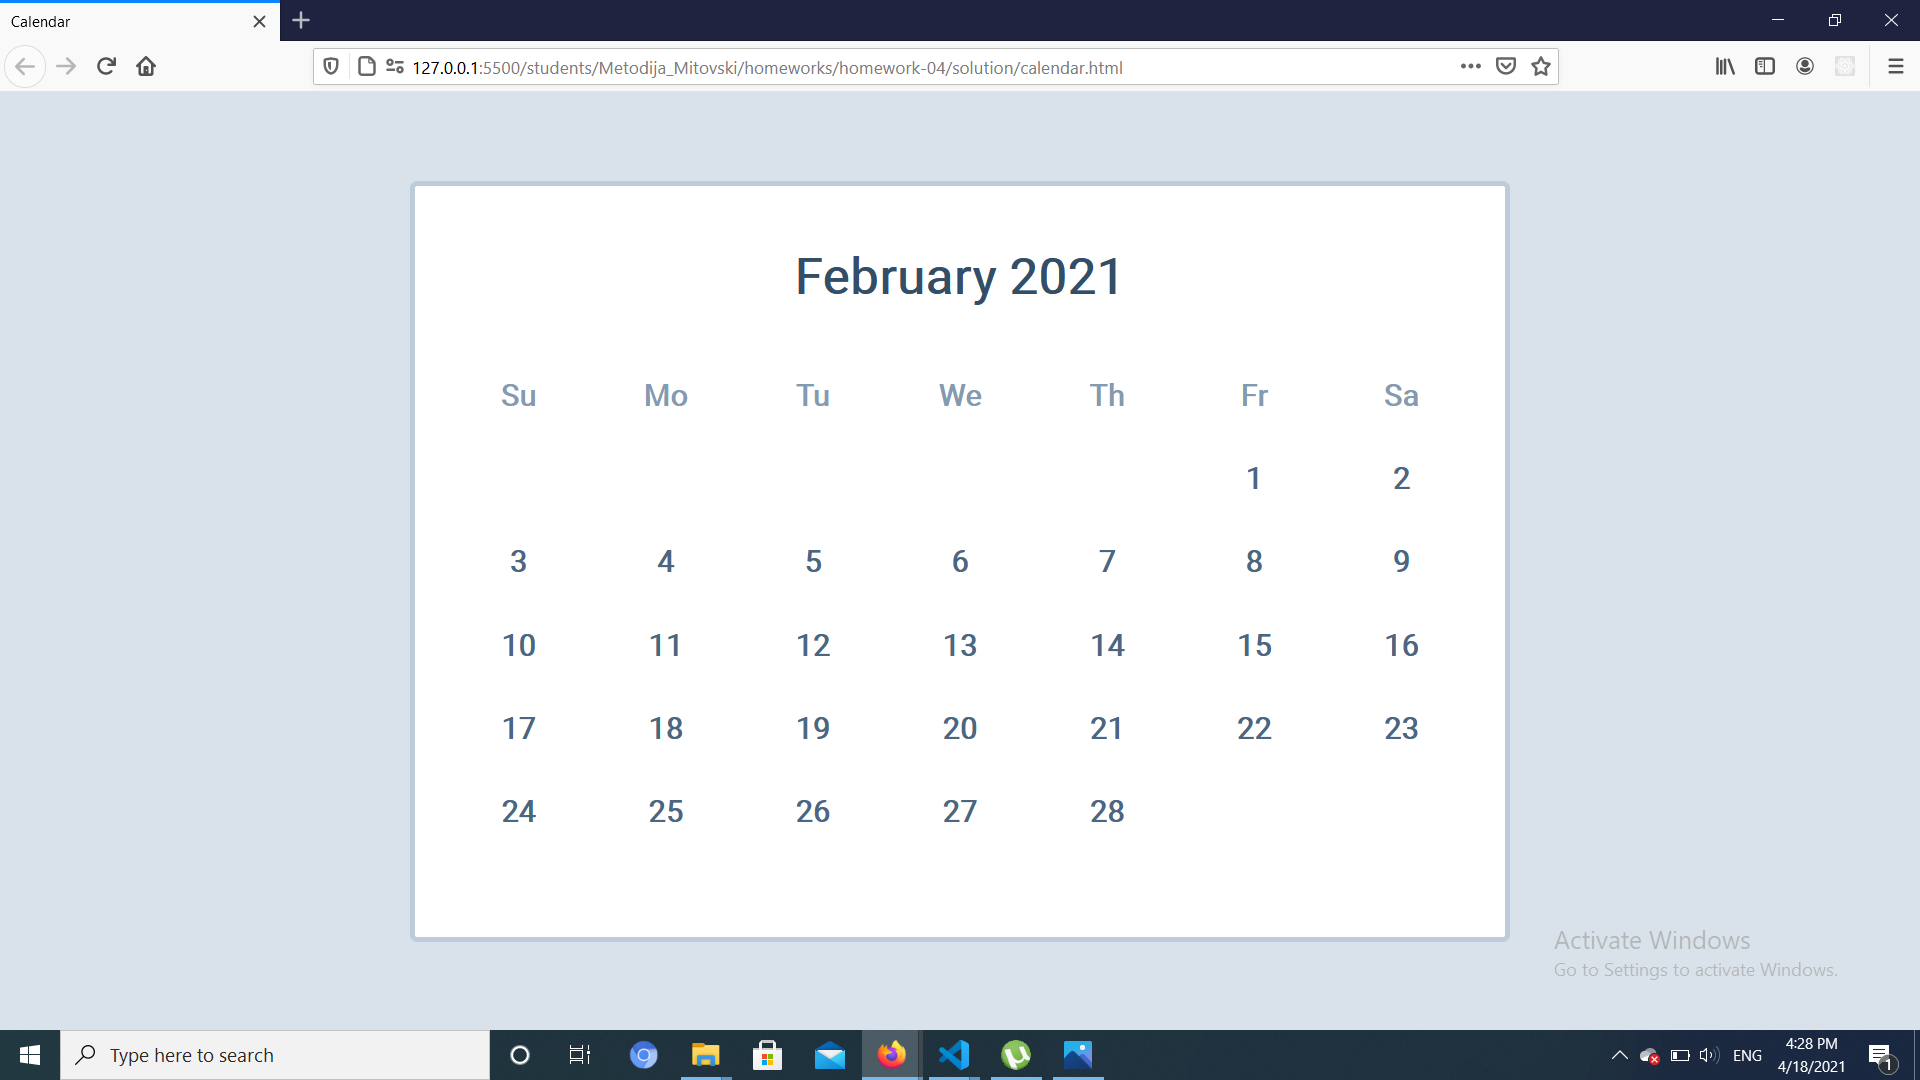 Calendar
127.0.0.1:5500/students/Metodija_Mitovski/homeworks/homework-04/solution/calendar.html
February 2021
Su Mo Tu We Th Fr Sa
1 2
3 4 5 6 7 8 9
10 11 12 13 14 15 16
17 18 19 20 21 22 23
24 25 26 27 28
Activate Windows
Go to Settings to activate Windows.
Type here to search
ENG
4:28 PM
4/18/2021
1